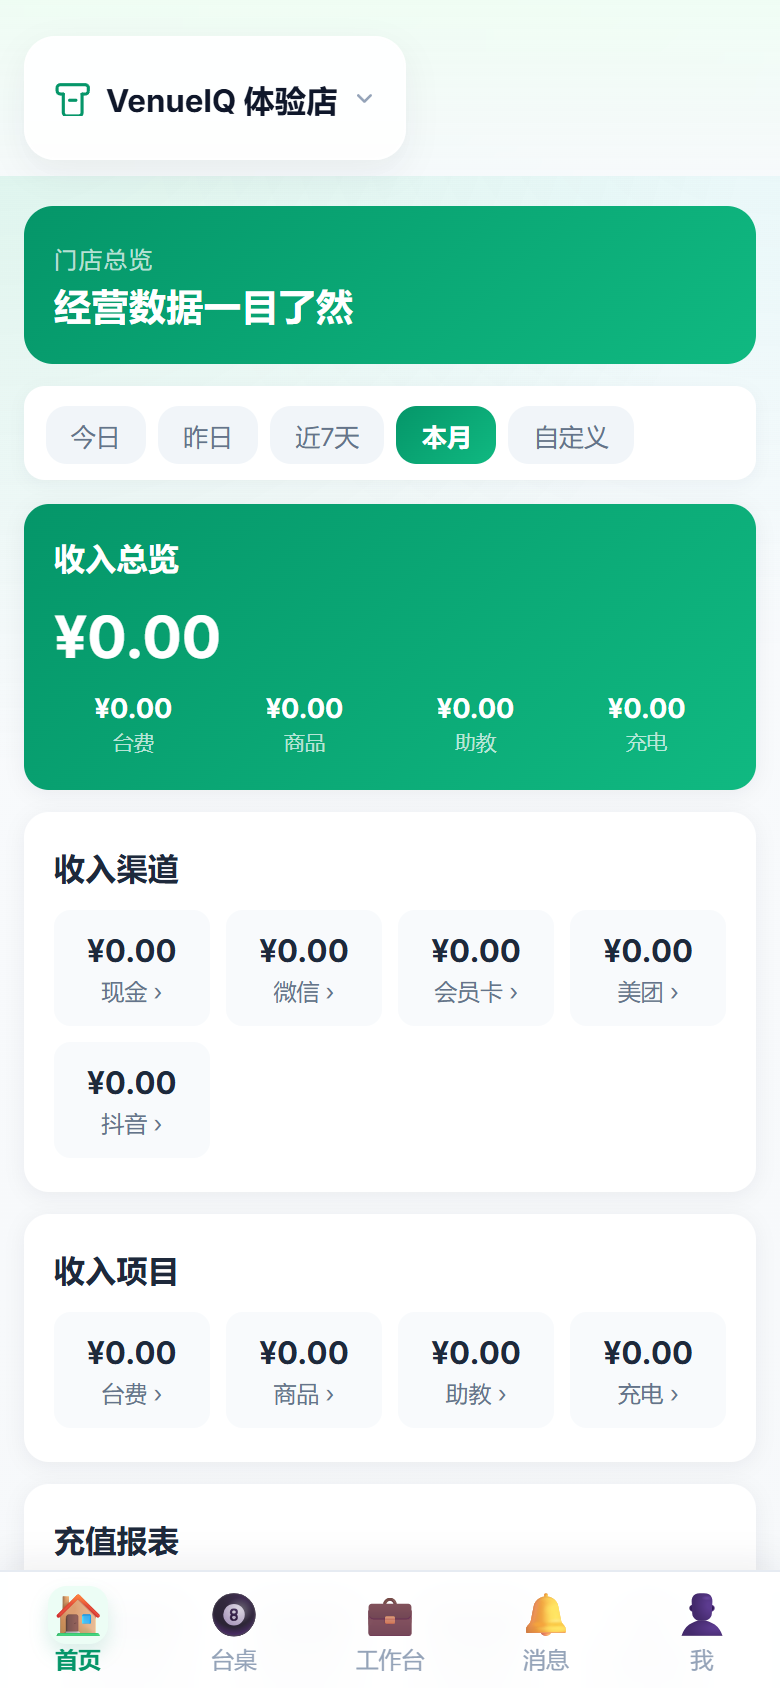 VenueIQ 体验店
门店总览
经营数据一目了然
今日 昨日 近7天 本月 自定义
收入总览
¥0.00
¥0.00 ¥0.00 ¥0.00 ¥0.00
台费 商品 助教 充电
收入渠道
¥0.00 ¥0.00 ¥0.00 ¥0.00
现金 › 微信 › 会员卡 › 美团 ›
¥0.00
抖音 ›
收入项目
¥0.00 ¥0.00 ¥0.00 ¥0.00
台费 › 商品 › 助教 › 充电 ›
充值报表
8
首页 台桌 工作台 消息 我